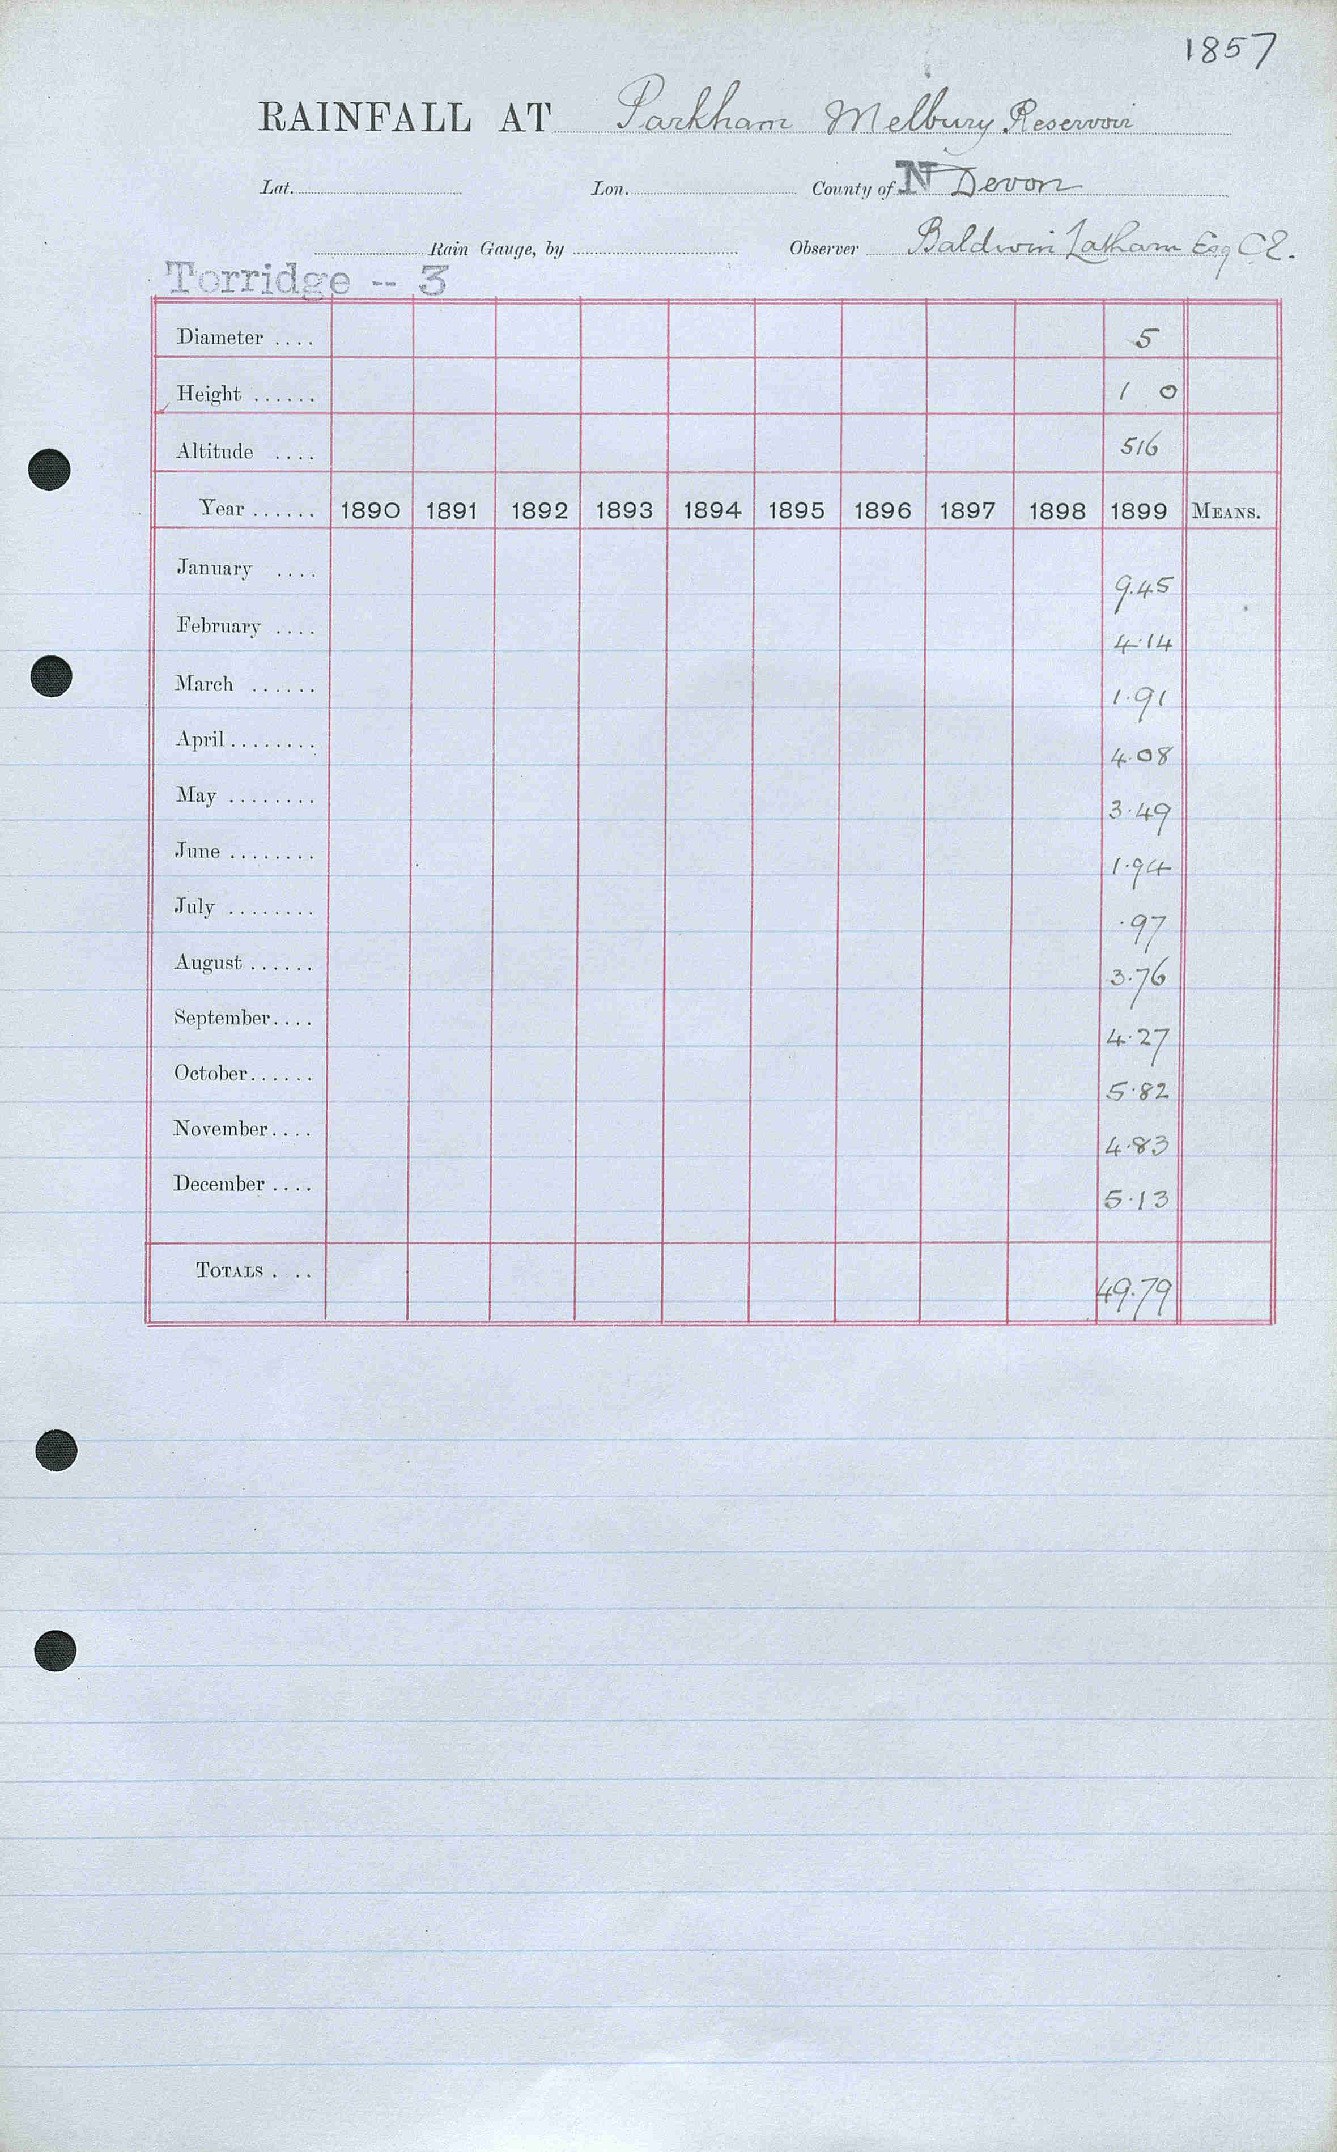 1857
RAINFALL AT Parkham Melbury Reservoir
Lat. Lon. County of N Devon
Rain Gauge, by Observer Baldwin Latham Esq C.E.
Torridge -- 3
Diameter .... 5
Height ...... 1 0
Altitude .... 516
Year ...... 1890 1891 1892 1893 1894 1895 1896 1897 1898 1899 MEANS.
January .... 9.45
February .... 4.14
March ...... 1.91
April ........ 4.08
May ........ 3.49
June ........ 1.94
July ........ .97
August ...... 3.76
September.... 4.27
October...... 5.82
November.... 4.83
December .... 5.13
TOTALS . .. 49.79